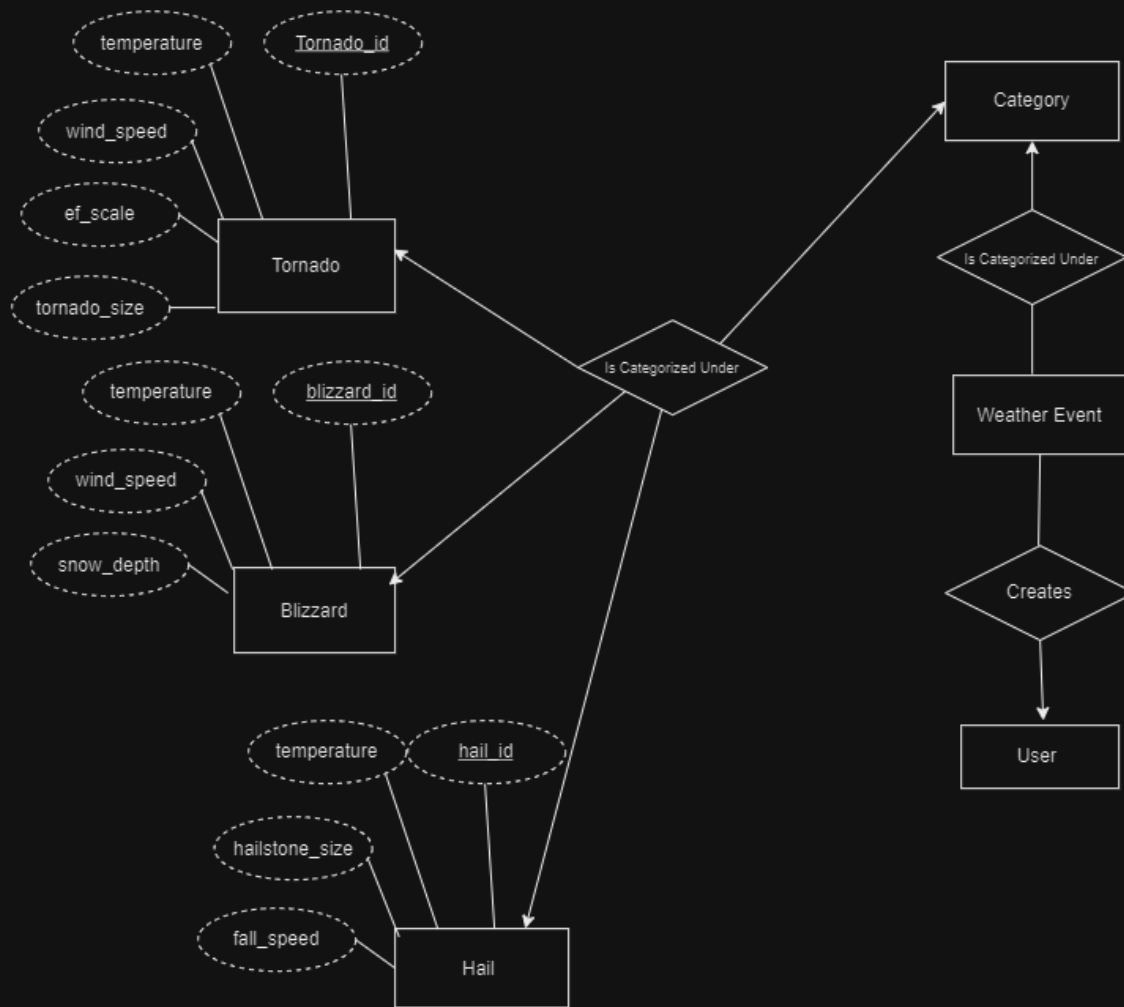 temperature
Tornado_id
wind_speed
ef_scale
Tornado
tornado_size
temperature
blizzard_id
wind_speed
snow_depth
Blizzard
temperature
hail_id
hailstone_size
fall_speed
Hail
Is Categorized Under
Category
Is Categorized Under
Weather Event
Creates
User